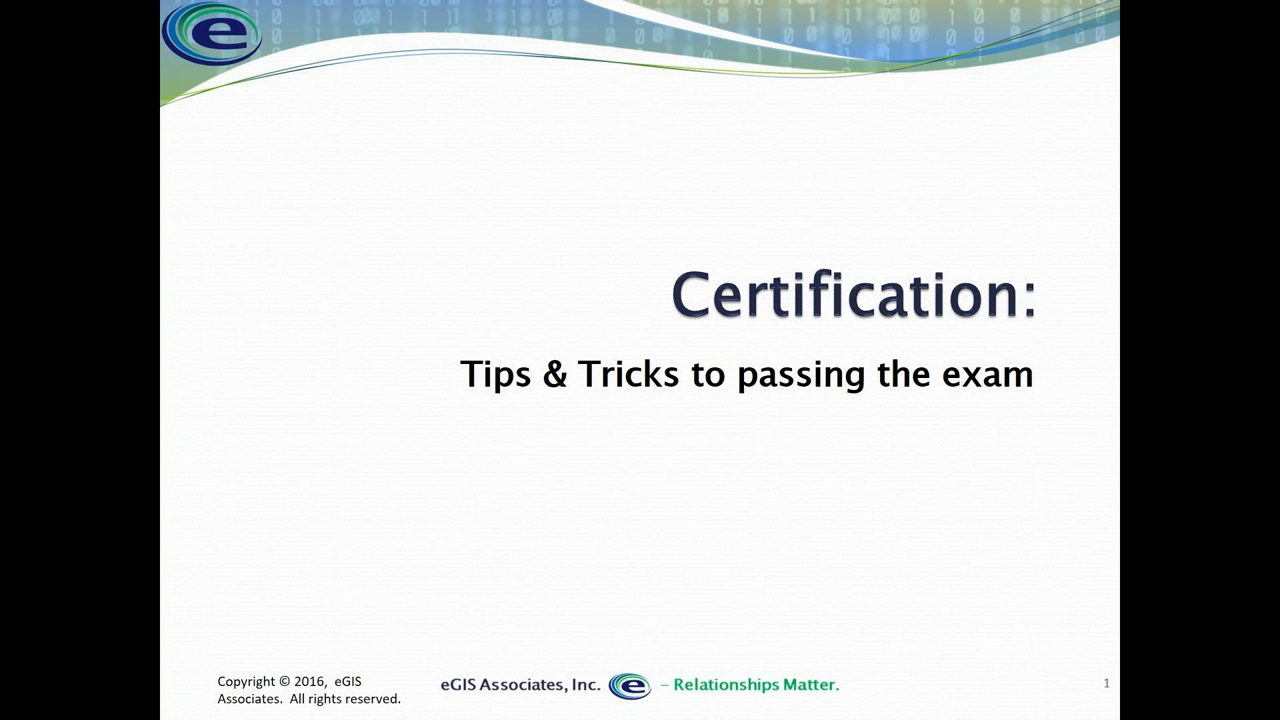 e
Certification:
Tips & Tricks to passing the exam
Copyright © 2016, eGIS
Associates. All rights reserved.
eGIS Associates, Inc. e – Relationships Matter.
1